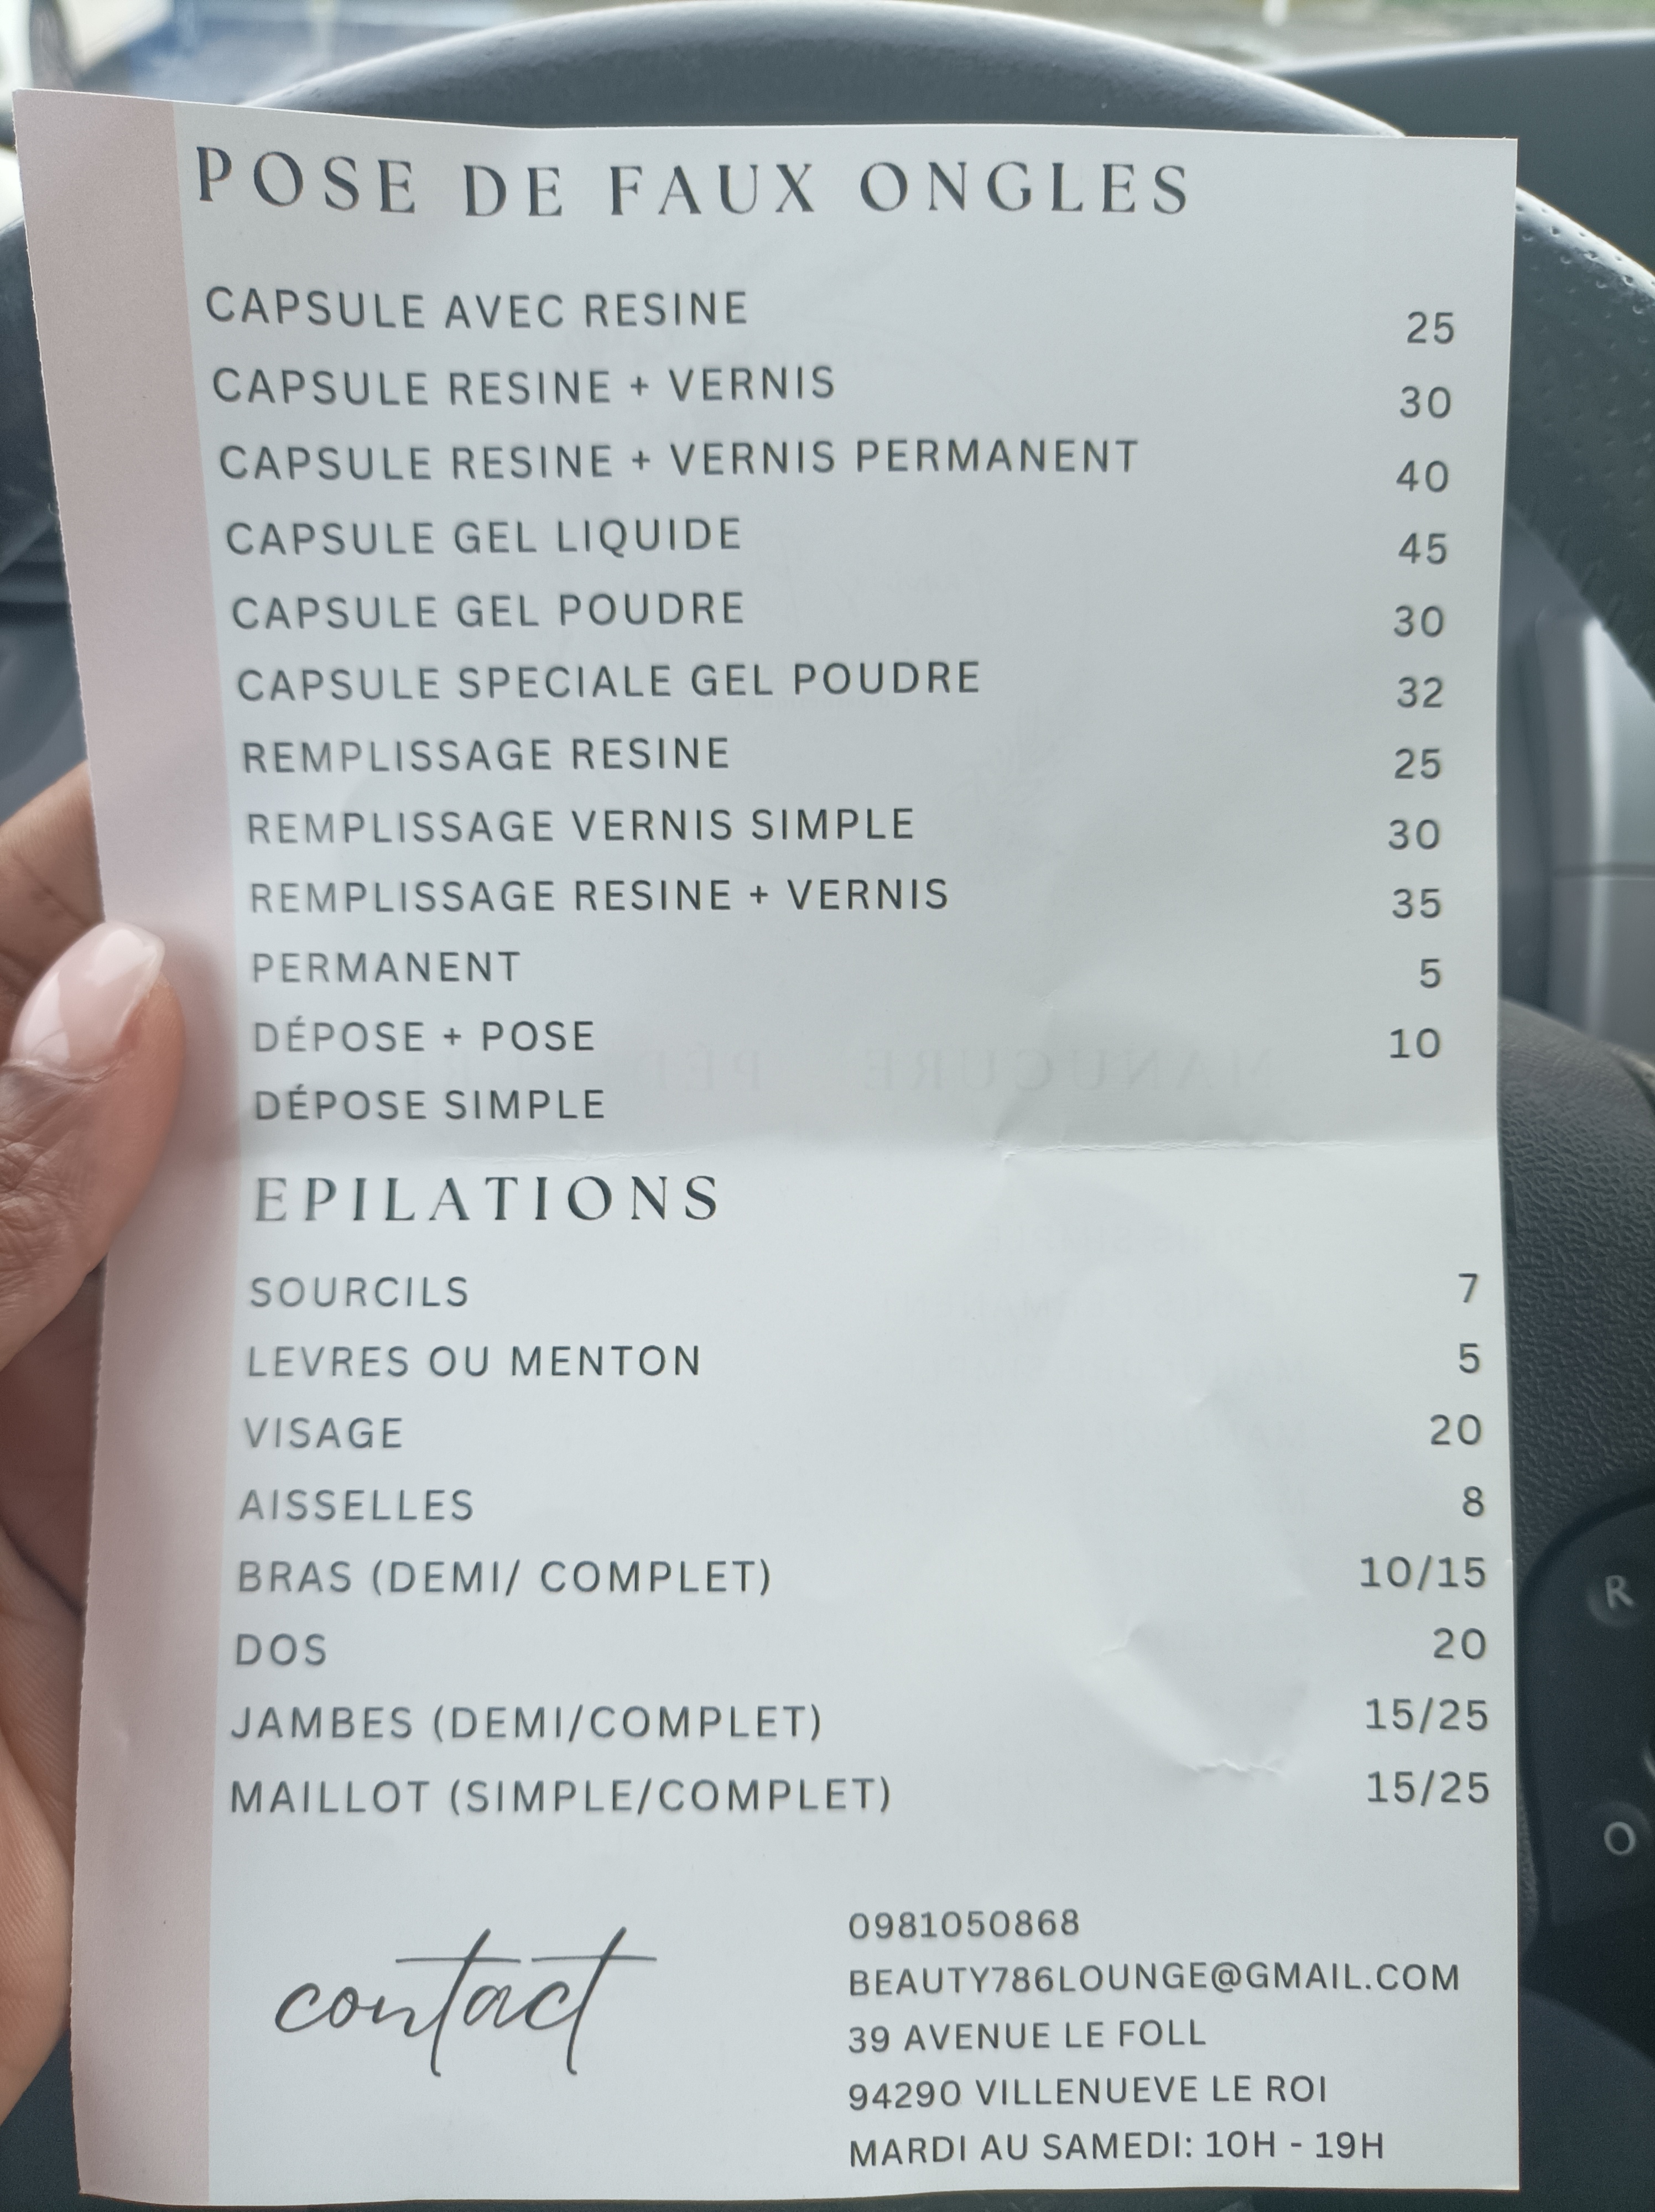 POSE DE FAUX ONGLES
CAPSULE AVEC RESINE 25
CAPSULE RESINE + VERNIS 30
CAPSULE RESINE + VERNIS PERMANENT 40
CAPSULE GEL LIQUIDE 45
CAPSULE GEL POUDRE 30
CAPSULE SPECIALE GEL POUDRE 32
REMPLISSAGE RESINE 25
REMPLISSAGE VERNIS SIMPLE 30
REMPLISSAGE RESINE + VERNIS 35
PERMANENT 5
DÉPOSE + POSE 10
DÉPOSE SIMPLE
EPILATIONS
SOURCILS 7
LEVRES OU MENTON 5
VISAGE 20
AISSELLES 8
BRAS (DEMI/ COMPLET) 10/15
DOS 20
JAMBES (DEMI/COMPLET) 15/25
MAILLOT (SIMPLE/COMPLET) 15/25
contact
0981050868
BEAUTY786LOUNGE@GMAIL.COM
39 AVENUE LE FOLL
94290 VILLENUEVE LE ROI
MARDI AU SAMEDI: 10H - 19H
R
O